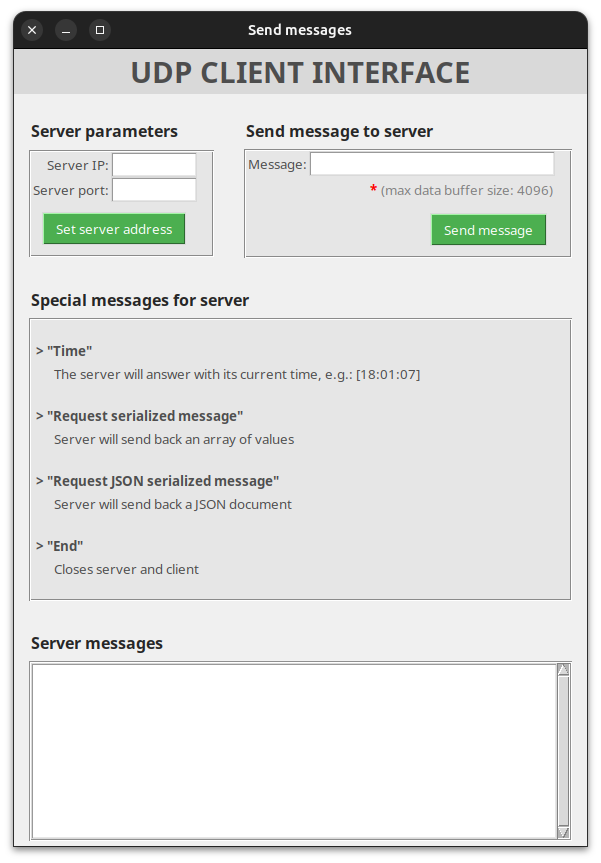 Send messages
UDP CLIENT INTERFACE
Server parameters
Server IP:
Server port:
Set server address
Send message to server
Message:
* (max data buffer size: 4096)
Send message
Special messages for server
> "Time"
The server will answer with its current time, e.g.: [18:01:07]
> "Request serialized message"
Server will send back an array of values
> "Request JSON serialized message"
Server will send back a JSON document
> "End"
Closes server and client
Server messages